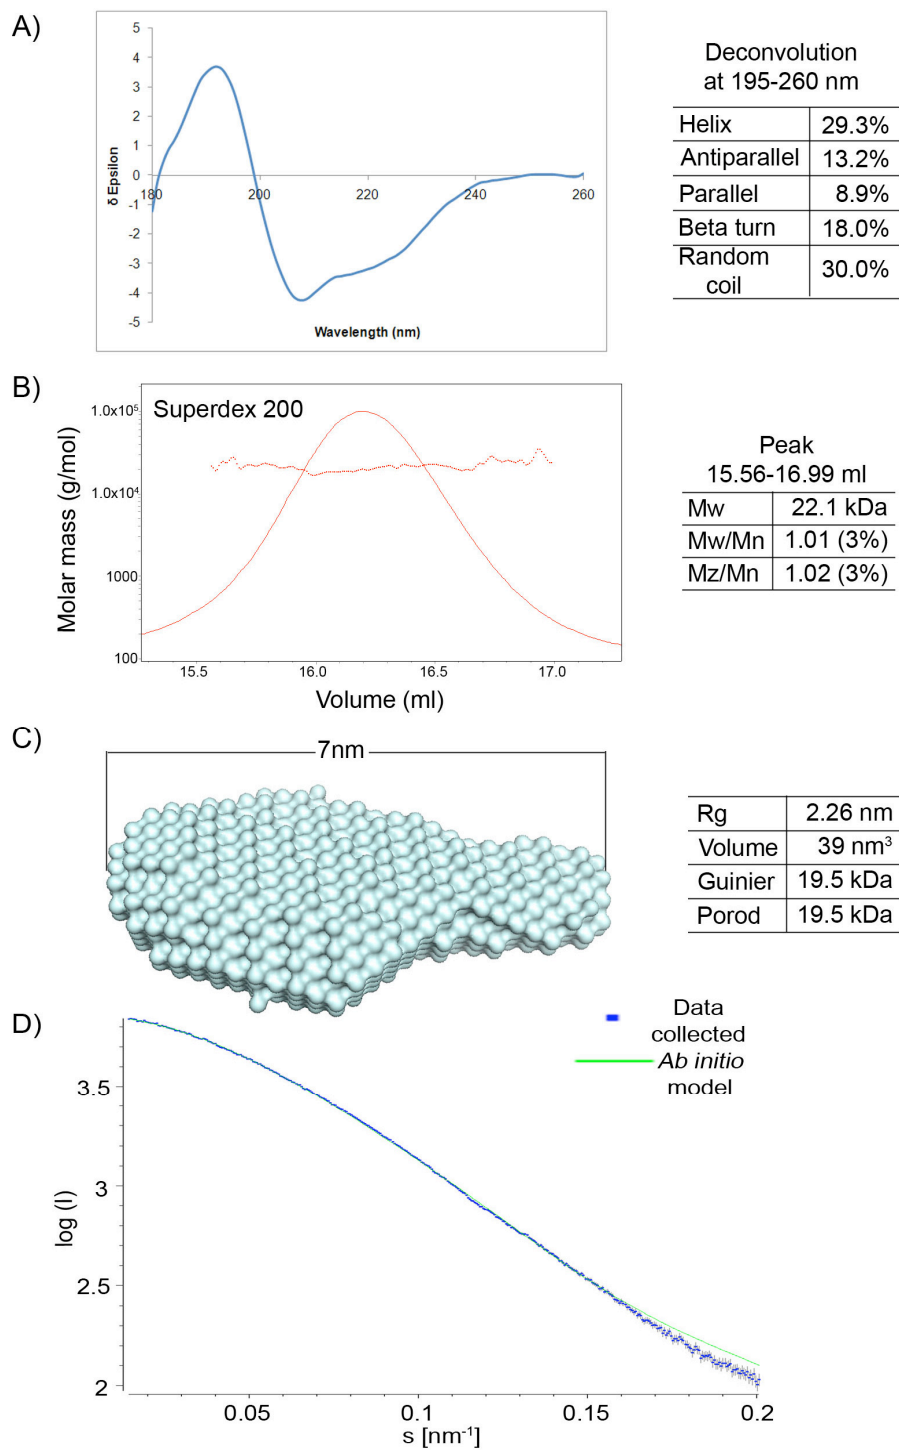 A)
5
4
3
2
1
0
-1
-2
-3
-4
-5
180
200
220
240
260
δ Epsilon
Wavelength (nm)
Deconvolution
at 195-260 nm
Helix 29.3%
Antiparallel 13.2%
Parallel 8.9%
Beta turn 18.0%
Random
coil 30.0%
B)
Superdex 200
1.0x10⁵
1.0x10⁴
1000
100
Molar mass (g/mol)
15.5 16.0 16.5 17.0
Volume (ml)
Peak
15.56-16.99 ml
Mw 22.1 kDa
Mw/Mn 1.01 (3%)
Mz/Mn 1.02 (3%)
C)
7nm
Rg 2.26 nm
Volume 39 nm³
Guinier 19.5 kDa
Porod 19.5 kDa
D)
Data
collected
Ab initio
model
3.5
3
2.5
2
log (I)
0.05 0.1 0.15 0.2
s [nm⁻¹]